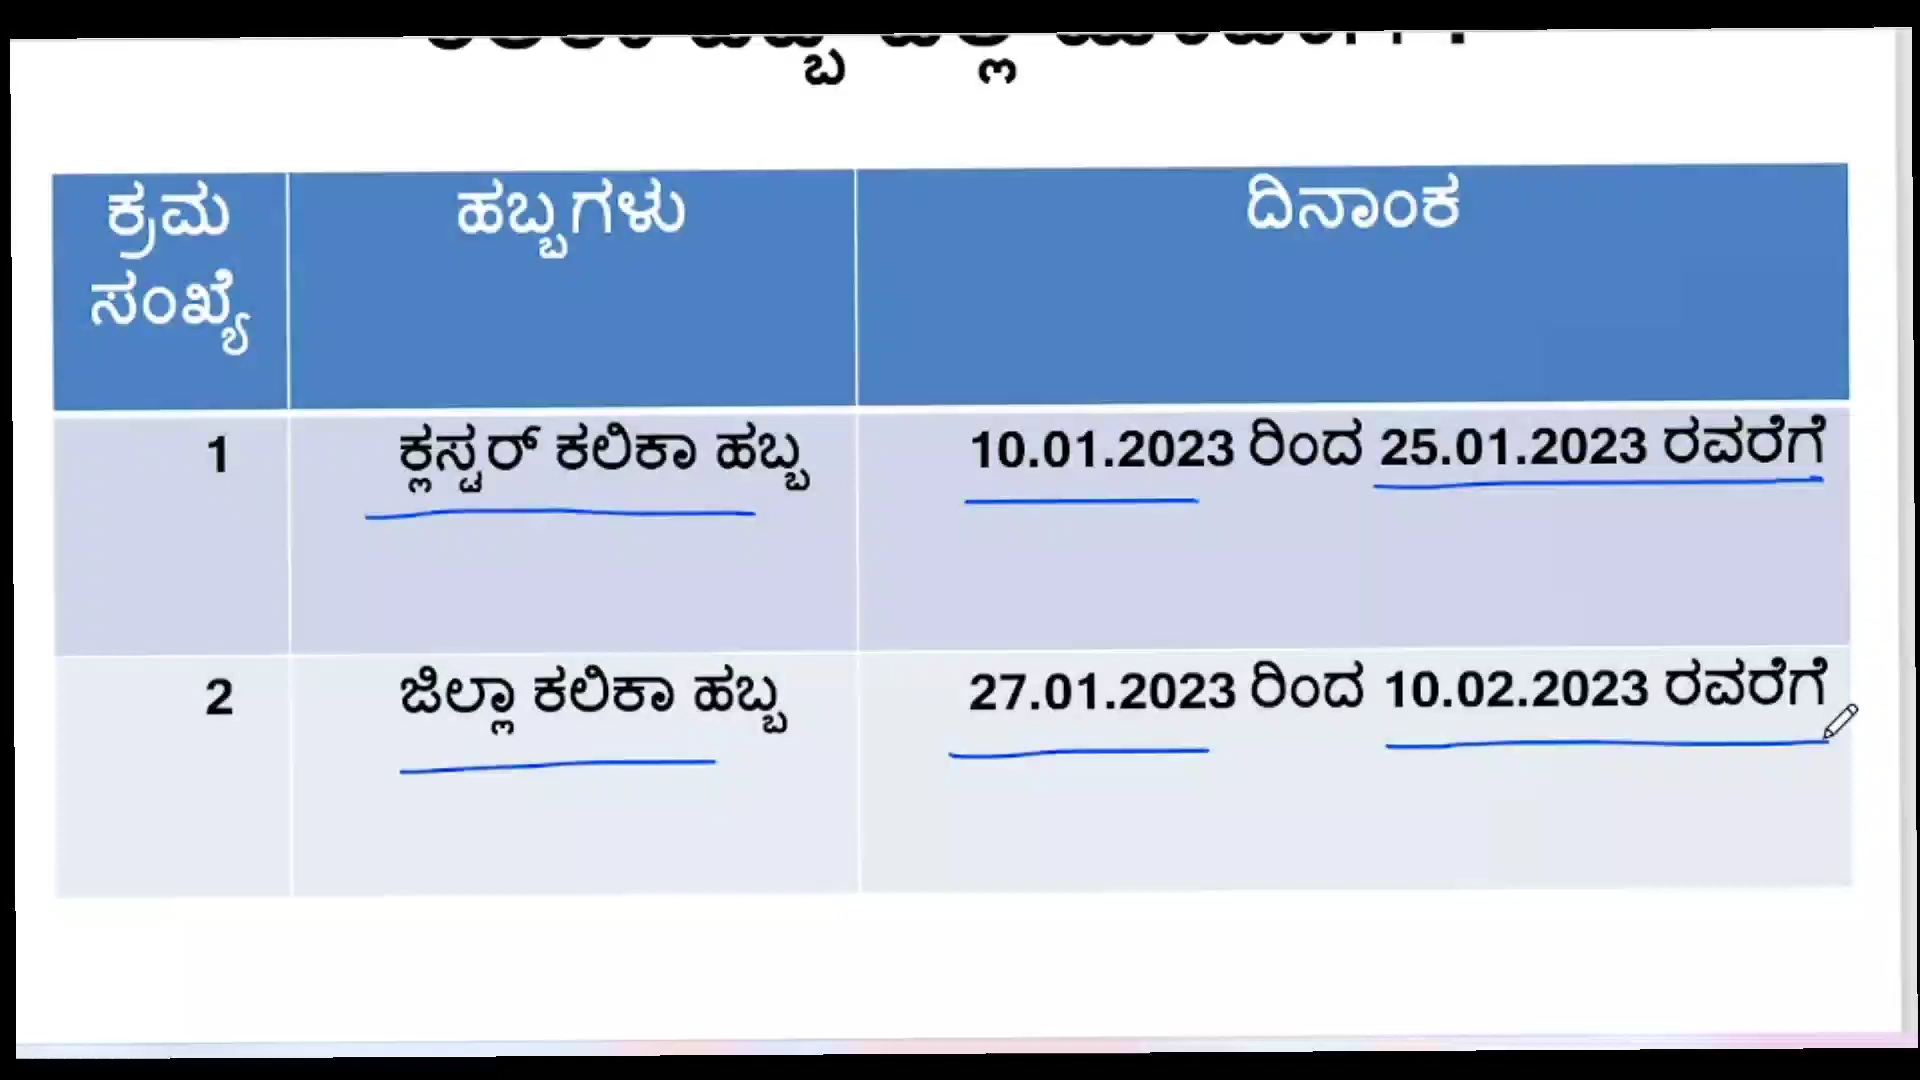 ಕ್ರಮ ಸಂಖ್ಯೆ
ಹಬ್ಬಗಳು
ದಿನಾಂಕ
1
ಕ್ಲಸ್ಟರ್ ಕಲಿಕಾ ಹಬ್ಬ
10.01.2023 ರಿಂದ 25.01.2023 ರವರೆಗೆ
2
ಜಿಲ್ಲಾ ಕಲಿಕಾ ಹಬ್ಬ
27.01.2023 ರಿಂದ 10.02.2023 ರವರೆಗೆ